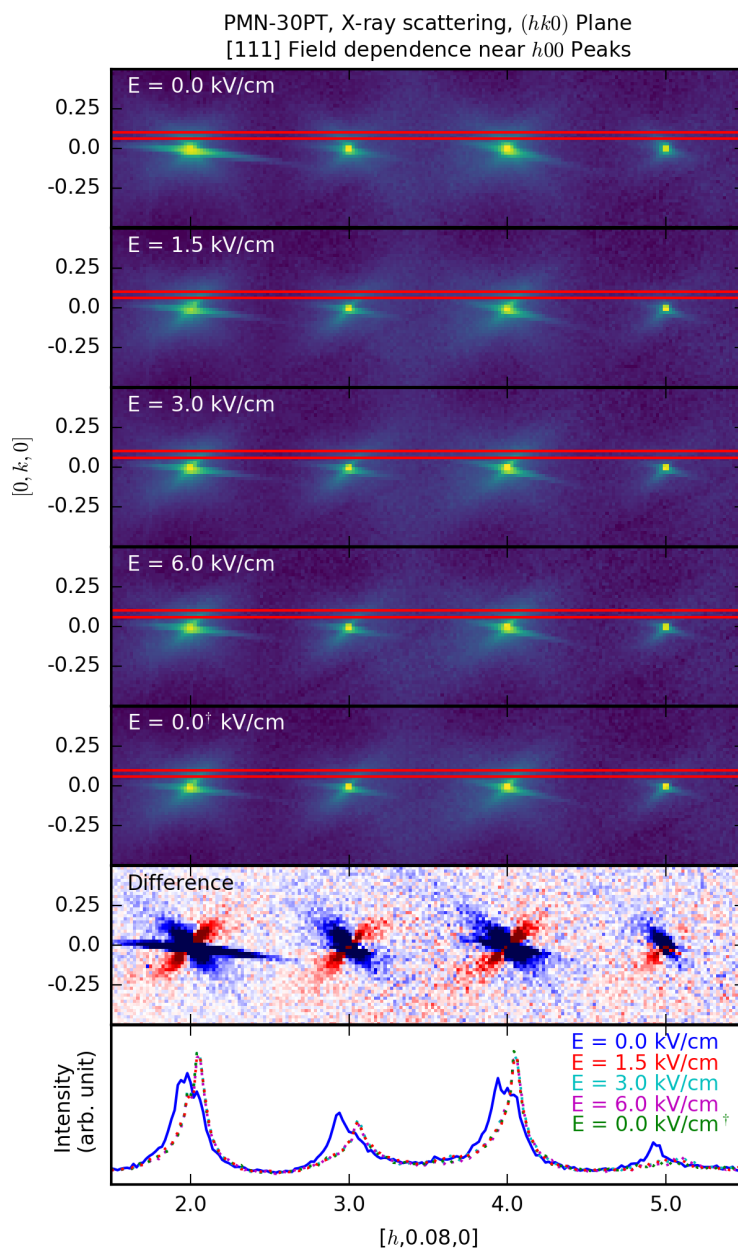 PMN-30PT, X-ray scattering, (hk0) Plane
[111] Field dependence near h00 Peaks
E = 0.0 kV/cm
0.25
0.0
-0.25
E = 1.5 kV/cm
0.25
0.0
-0.25
E = 3.0 kV/cm
0.25
0.0
-0.25
[0, k, 0]
E = 6.0 kV/cm
0.25
0.0
-0.25
E = 0.0† kV/cm
0.25
0.0
-0.25
Difference
0.25
0.0
-0.25
Intensity
(arb. unit)
E = 0.0 kV/cm
E = 1.5 kV/cm
E = 3.0 kV/cm
E = 6.0 kV/cm
E = 0.0 kV/cm†
2.0 3.0 4.0 5.0
[h,0.08,0]